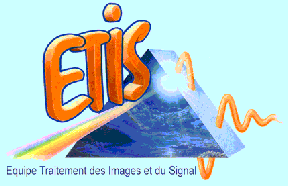 ETIS
Equipe Traitement des Images et du Signal